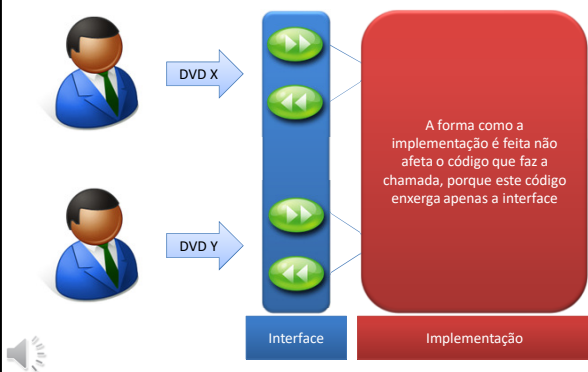 DVD X
A forma como a
implementação é feita não
afeta o código que faz a
chamada, porque este código
enxerga apenas a interface
DVD Y
Interface
Implementação